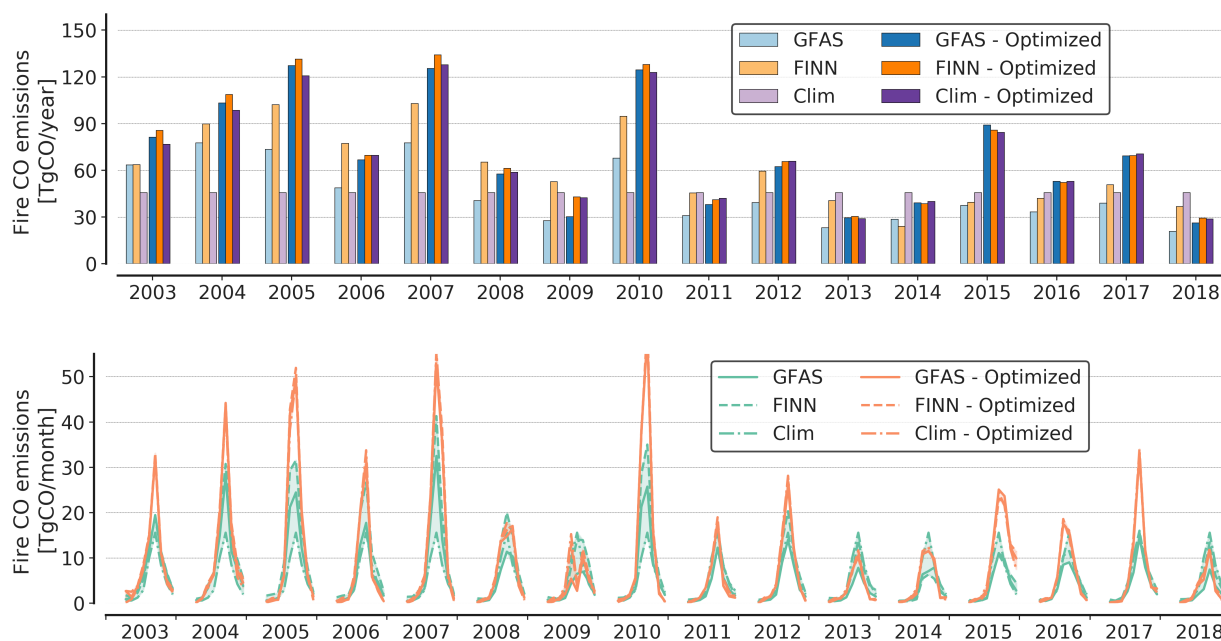 Fire CO emissions
[TgCO/year]
150
120
90
60
30
0
GFAS GFAS - Optimized
FINN FINN - Optimized
Clim Clim - Optimized
2003 2004 2005 2006 2007 2008 2009 2010 2011 2012 2013 2014 2015 2016 2017 2018
Fire CO emissions
[TgCO/month]
50
40
30
20
10
0
GFAS GFAS - Optimized
FINN FINN - Optimized
Clim Clim - Optimized
2003 2004 2005 2006 2007 2008 2009 2010 2011 2012 2013 2014 2015 2016 2017 2018